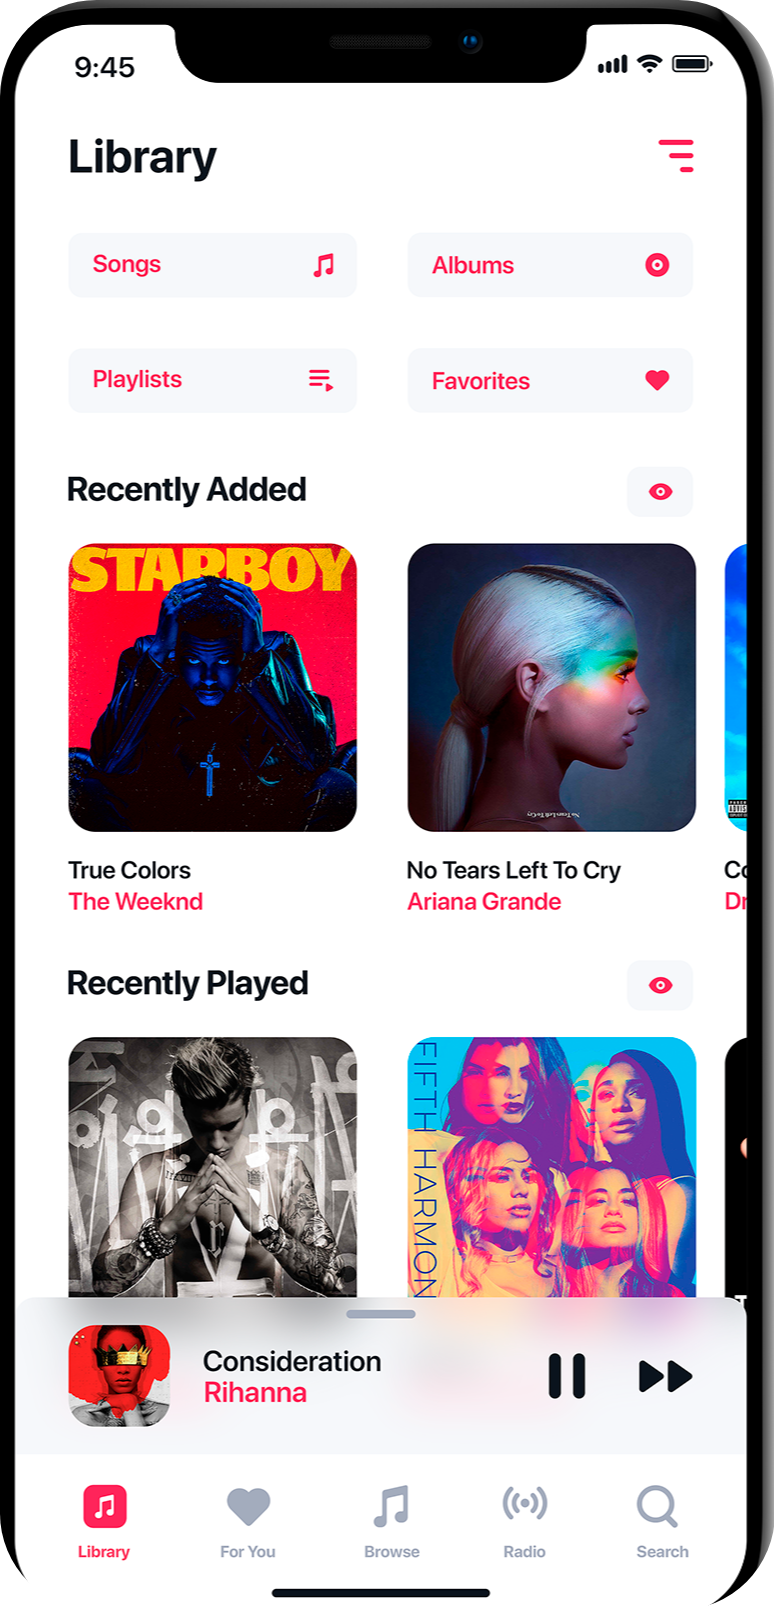 9:45
Library
Songs
Albums
Playlists
Favorites
Recently Added
STARBOY
True Colors
The Weeknd
No Tears Left To Cry
Ariana Grande
Co
Dr
Recently Played
FIFTH HARMON
Consideration
Rihanna
Library
For You
Browse
Radio
Search